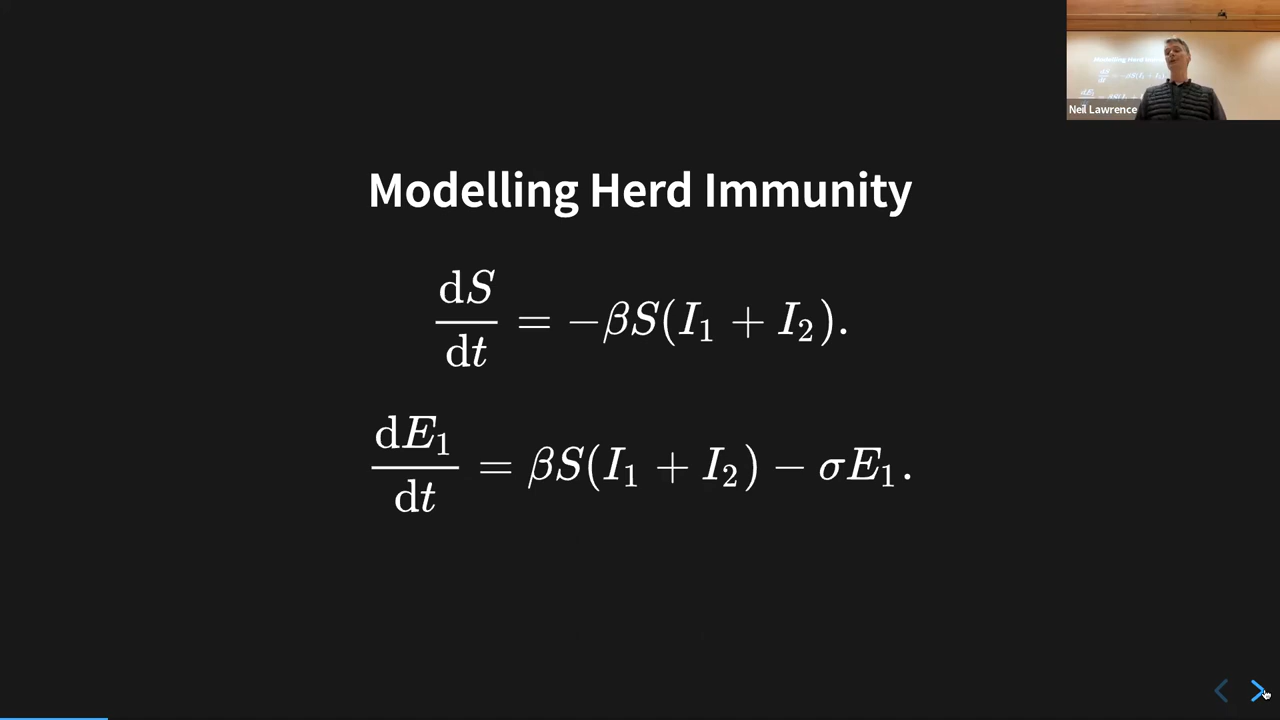 Neil Lawrence
Modelling Herd Immunity
dS/dt = −βS(I₁ + I₂).
dE₁/dt = βS(I₁ + I₂) − σE₁.